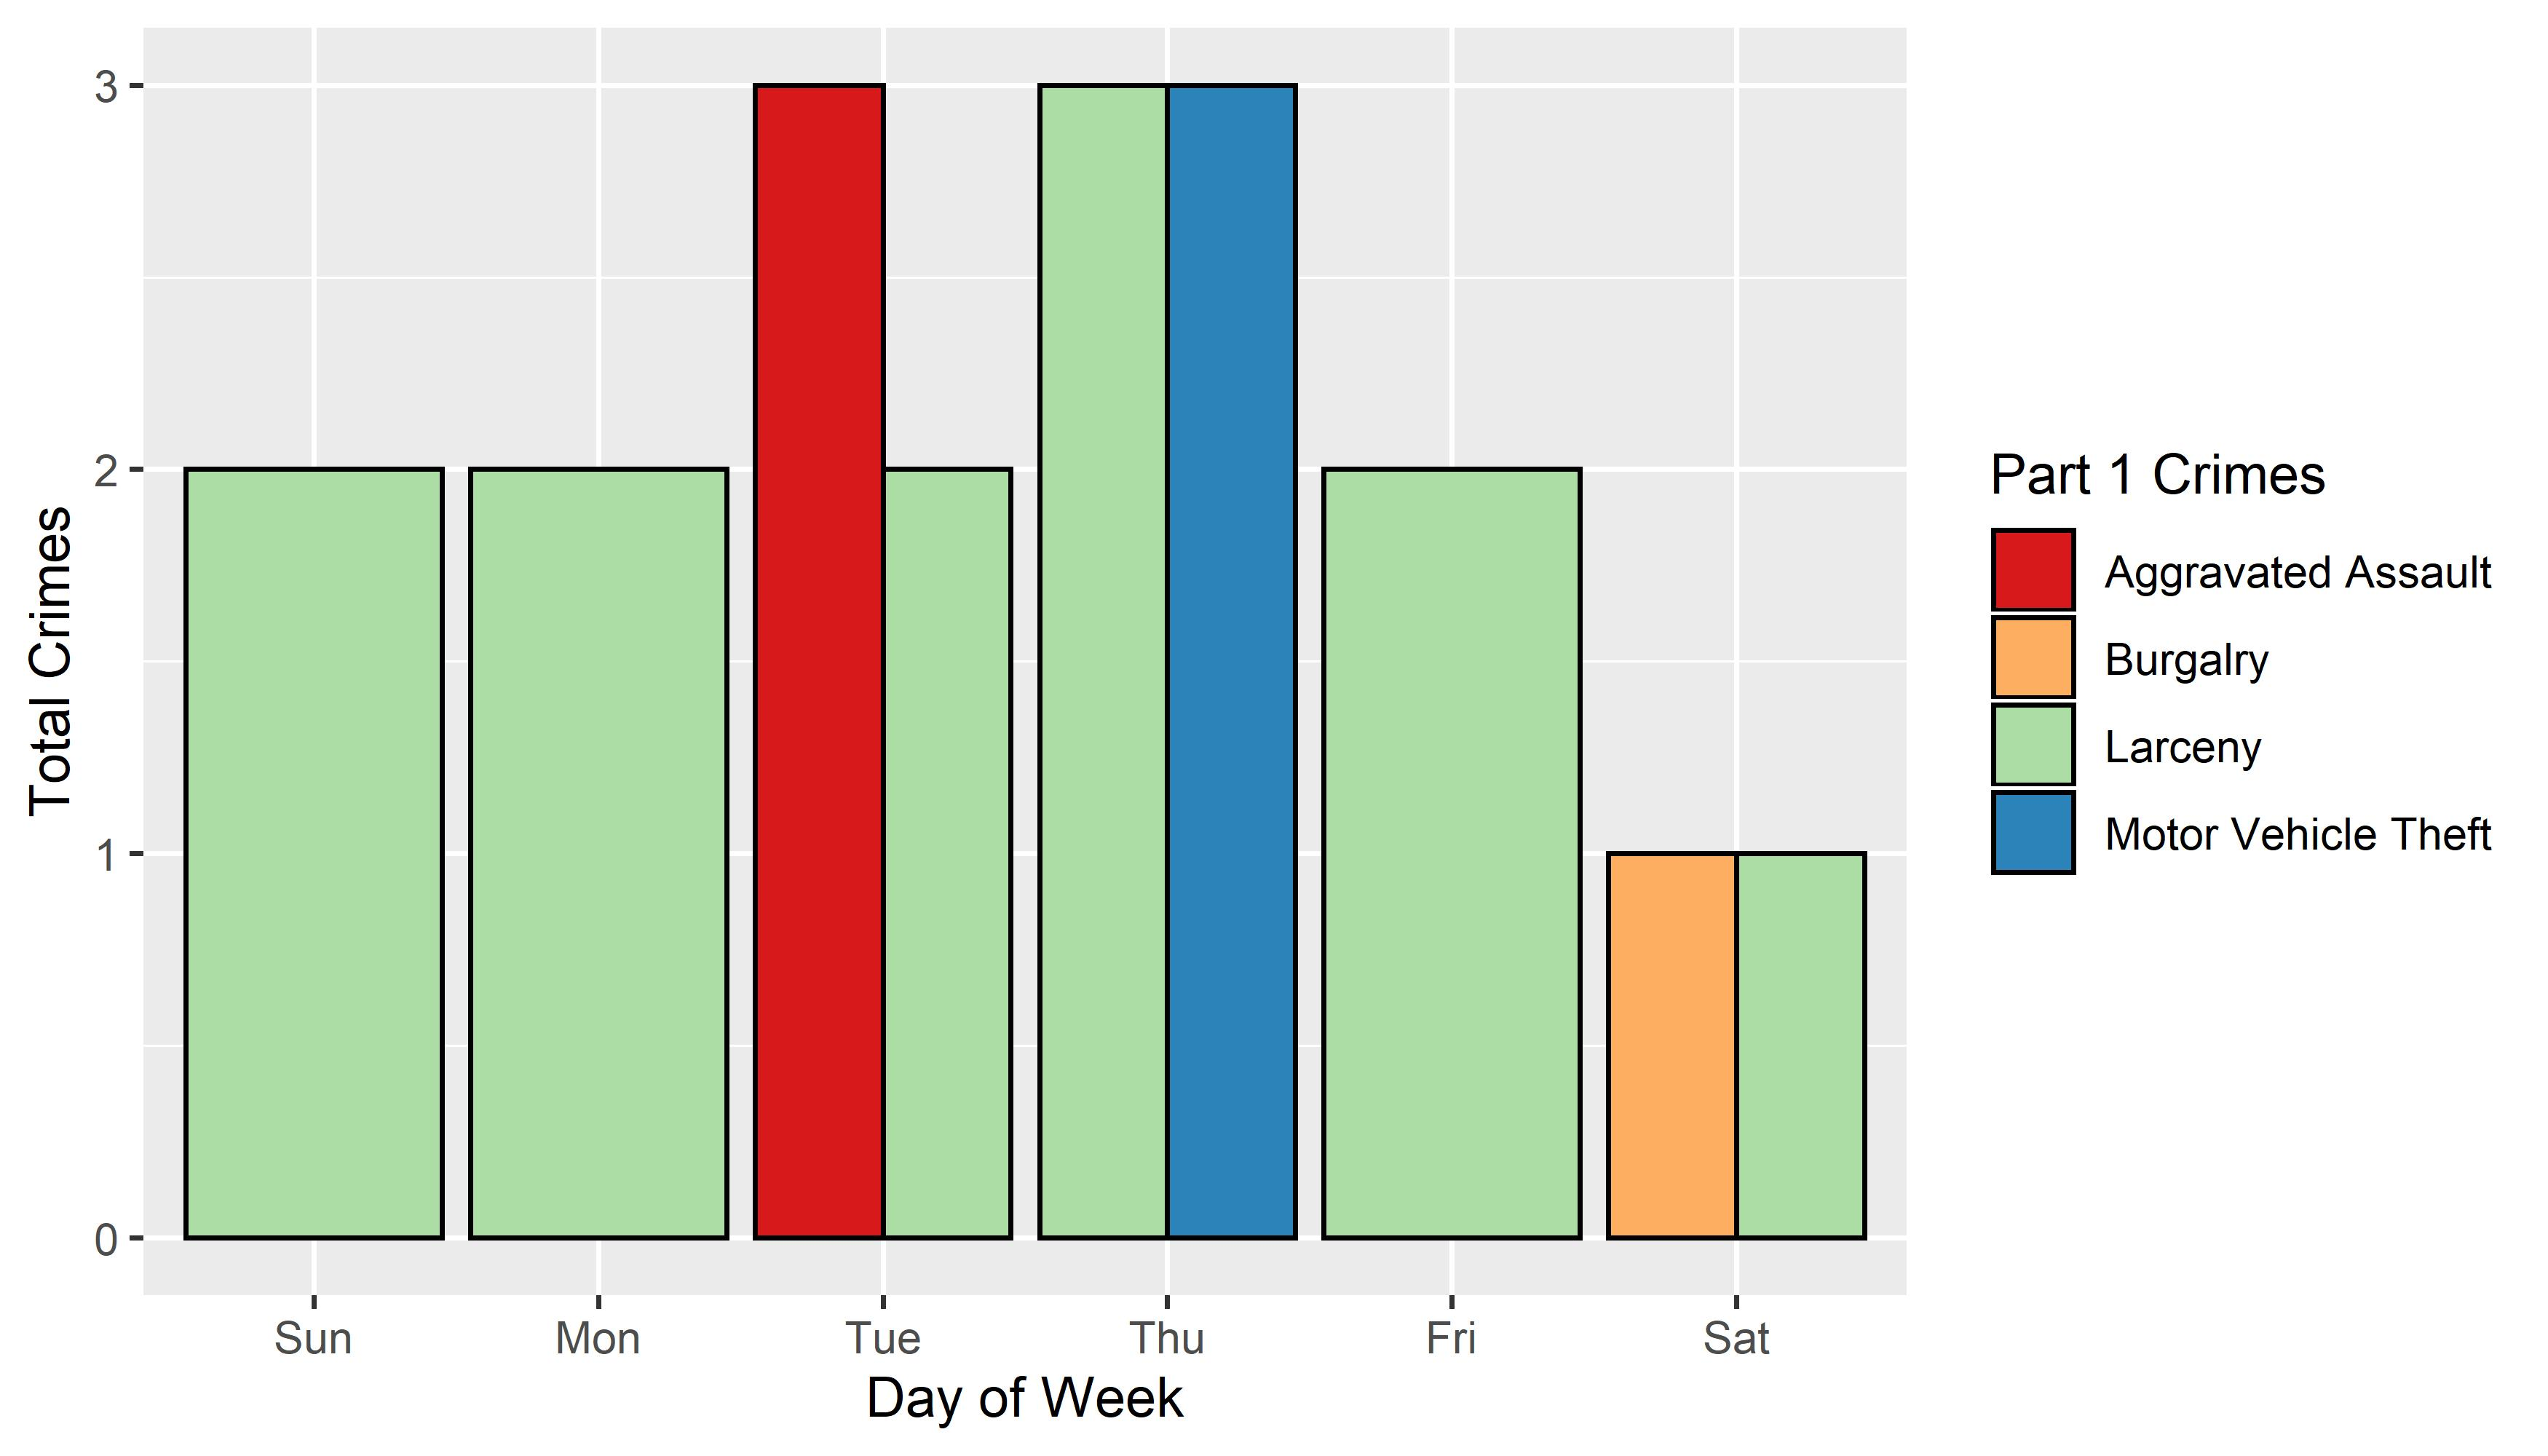 Total Crimes
3
2
1
0
Sun Mon Tue Thu Fri Sat
Day of Week
Part 1 Crimes
Aggravated Assault
Burgalry
Larceny
Motor Vehicle Theft